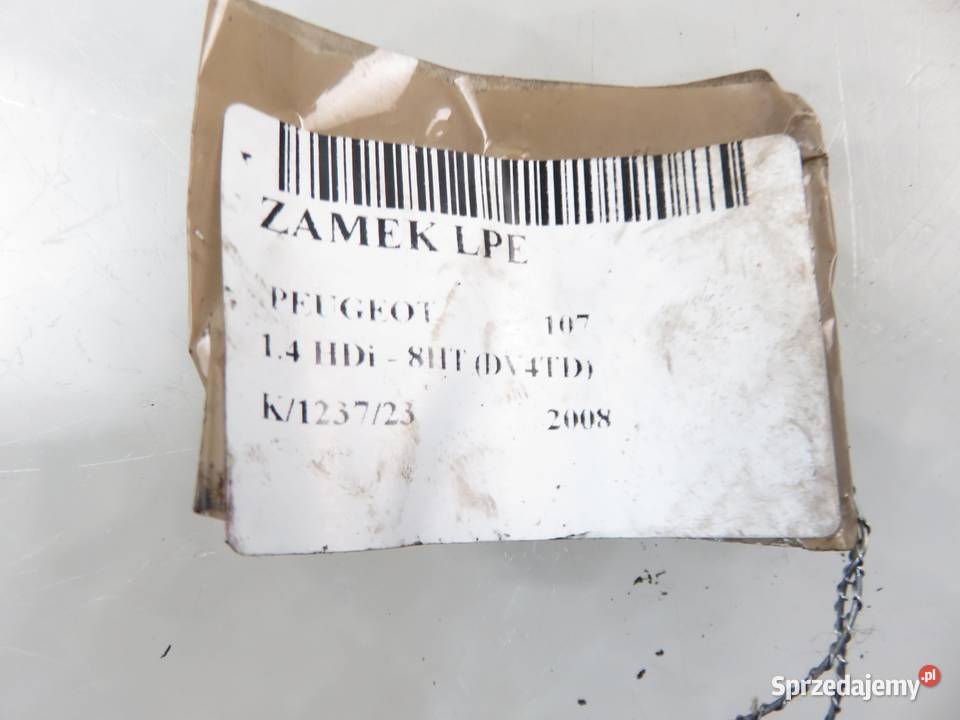 ZAMEK LPE
PEUGEOT 107
1.4 HDi - 8HT (DV4TD)
K/1237/23 2008
Sprzedajemy.pl